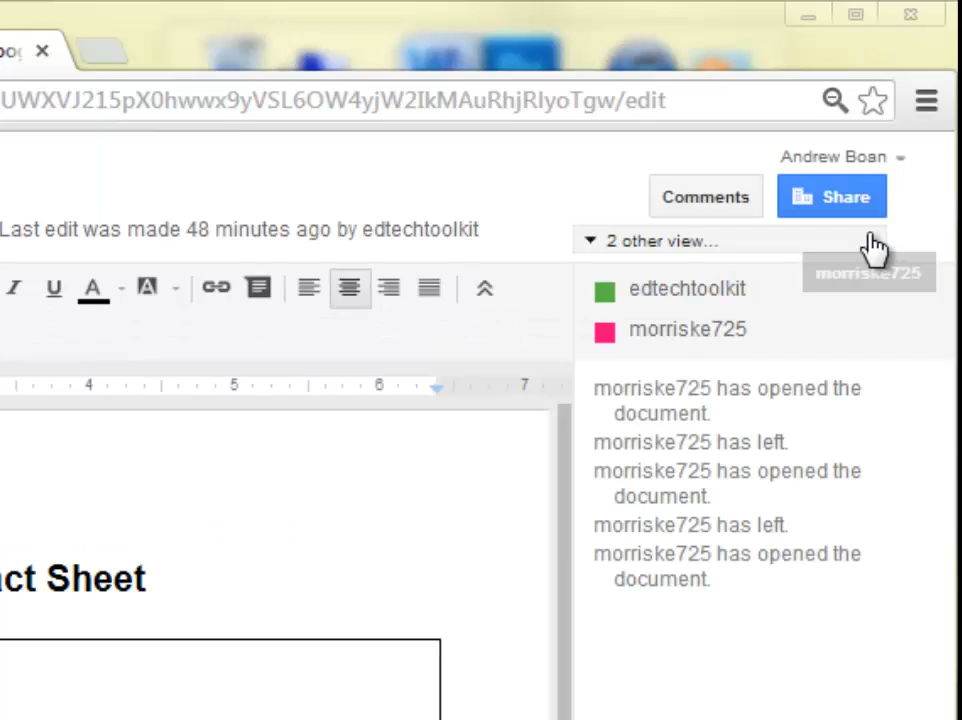 UWXVJ215pX0hwwx9yVSL6OW4yjW2IkMAuRhjRIyoTgw/edit
Andrew Boan
Comments
Share
Last edit was made 48 minutes ago by edtechtoolkit
2 other view...
morriske725
I U A A
edtechtoolkit
morriske725
4 5 6 7
morriske725 has opened the
document.
morriske725 has left.
morriske725 has opened the
document.
morriske725 has left.
morriske725 has opened the
document.
act Sheet